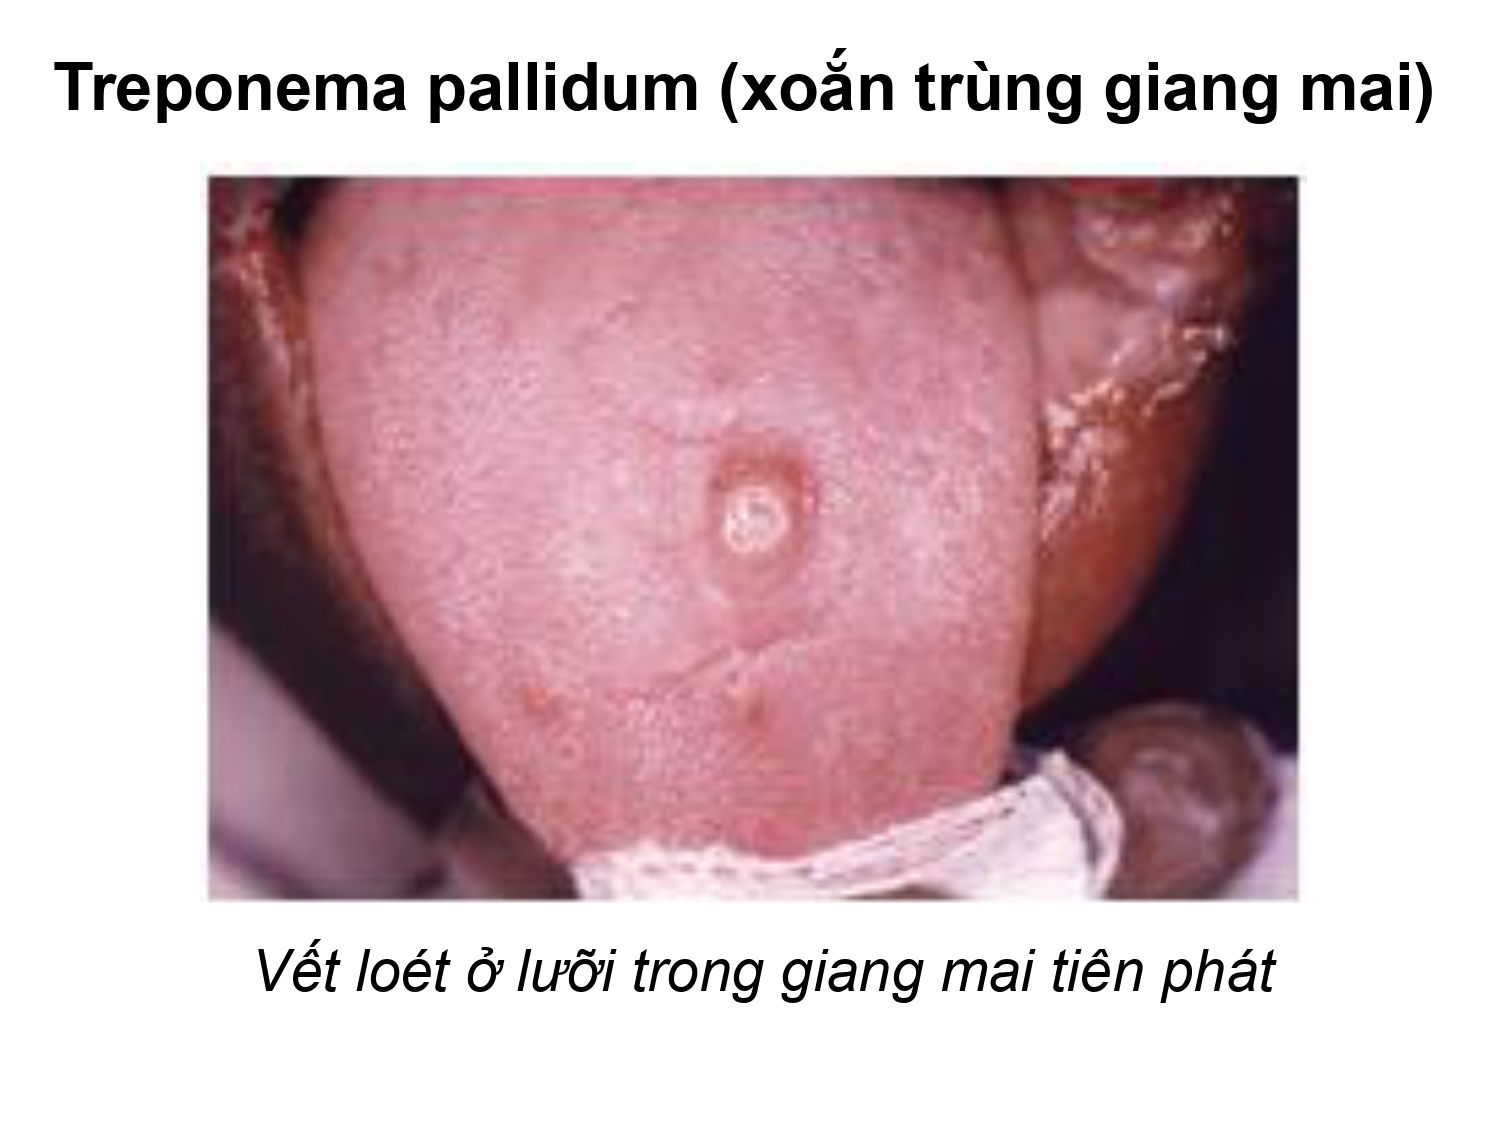 Treponema pallidum (xoắn trùng giang mai)
Vết loét ở lưỡi trong giang mai tiên phát